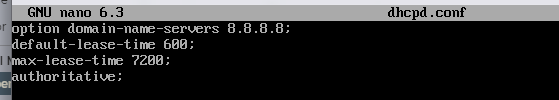 GNU nano 6.3 dhcpd.conf
option domain-name-servers 8.8.8.8;
default-lease-time 600;
max-lease-time 7200;
authoritative;